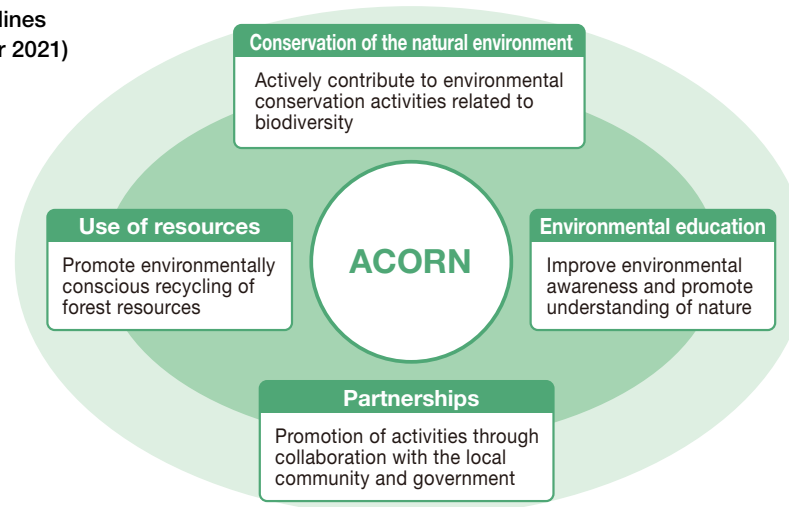 2021)
Conservation of the natural environment
Actively contribute to environmental
conservation activities related to
biodiversity
Use of resources
Promote environmentally
conscious recycling of
forest resources
ACORN
Environmental education
Improve environmental
awareness and promote
understanding of nature
Partnerships
Promotion of activities through
collaboration with the local
community and government